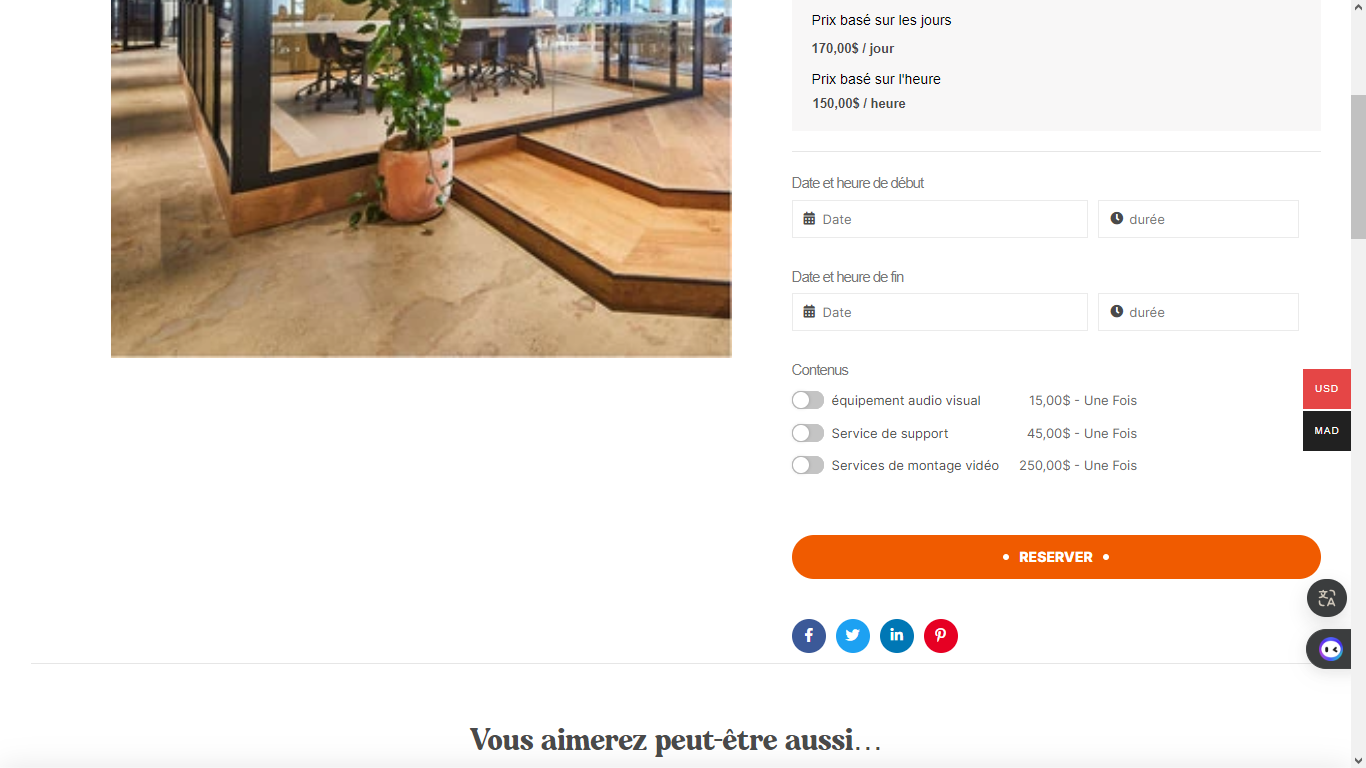 Prix basé sur les jours
170,00$ / jour
Prix basé sur l'heure
150,00$ / heure
Date et heure de début
Date durée
Date et heure de fin
Date durée
Contenus
équipement audio visual 15,00$ - Une Fois
Service de support 45,00$ - Une Fois
Services de montage vidéo 250,00$ - Une Fois
USD
MAD
• RESERVER •
Vous aimerez peut-être aussi…